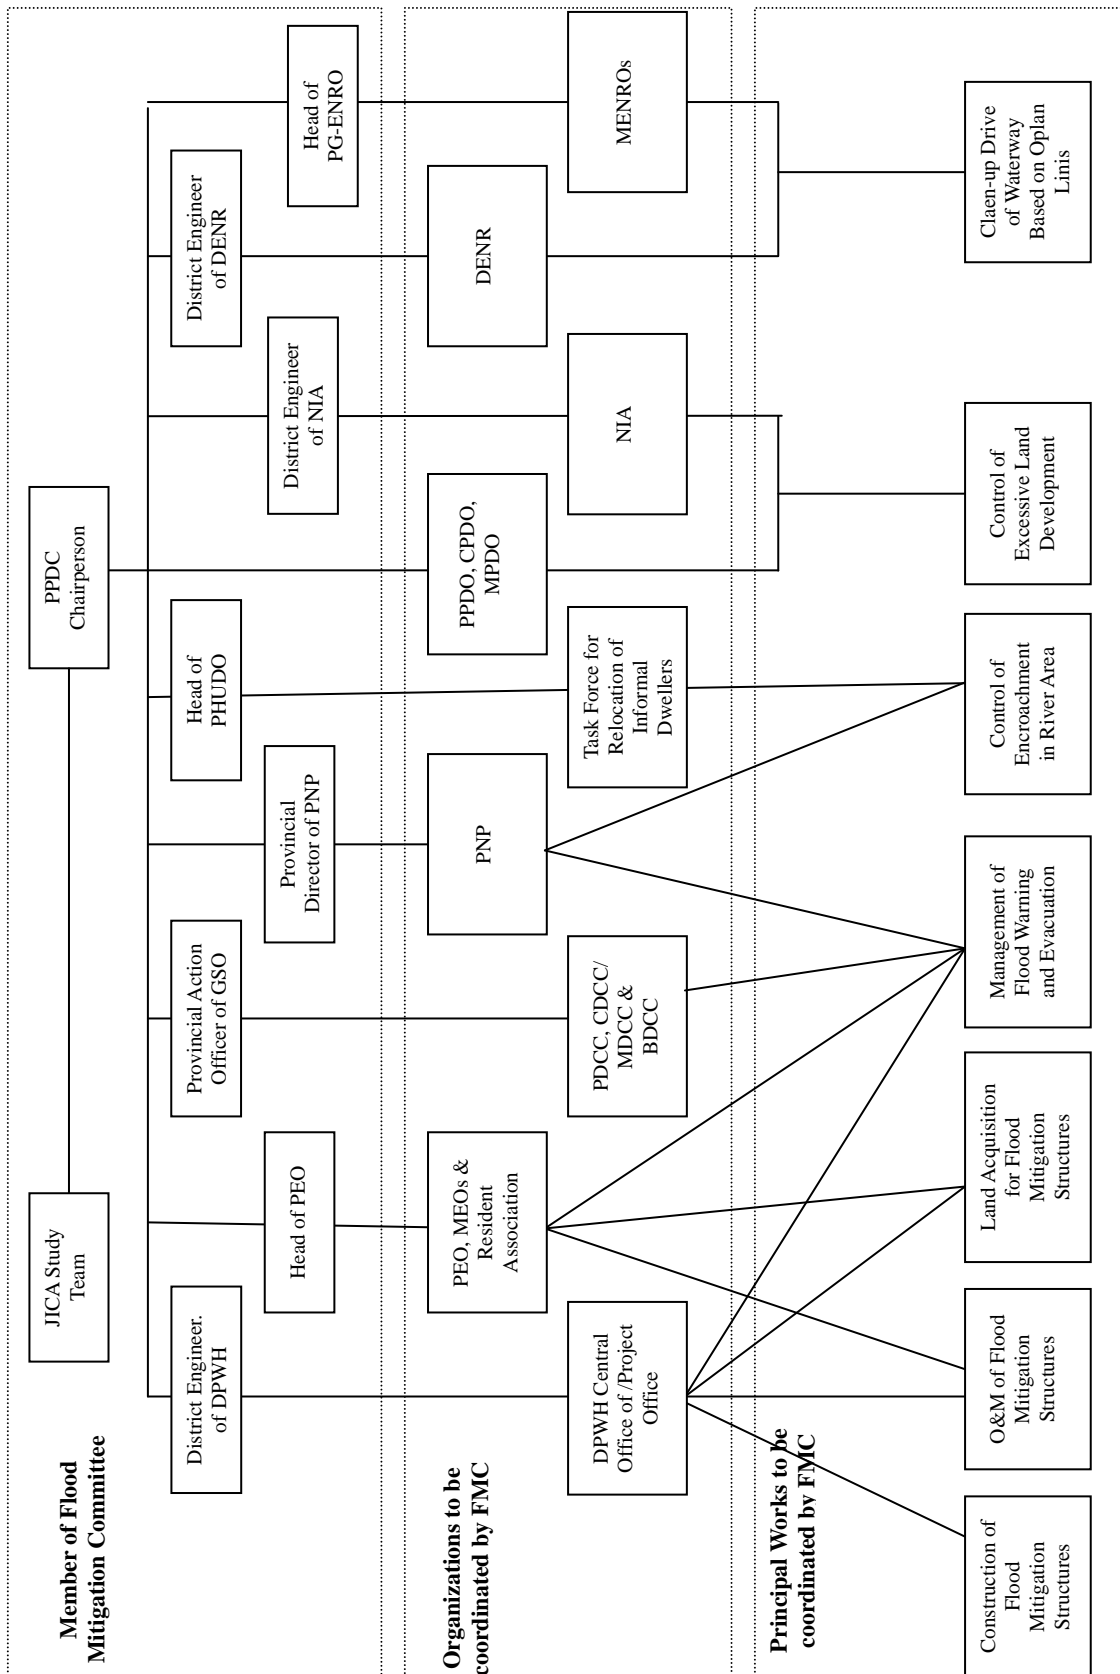 Member of Flood
Mitigation Committee
JICA Study
Team
PPDC
Chairperson
District Engineer.
of DPWH
Head of PEO
Provincial Action
Officer of GSO
Provincial
Director of PNP
Head of
PHUDO
District Engineer
of NIA
District Engineer
of DENR
Head of
PG-ENRO
Organizations to be
coordinated by FMC
DPWH Central
Office of /Project
Office
PEO, MEOs &
Resident
Association
PDCC, CDCC/
MDCC &
BDCC
PNP
Task Force for
Relocation of
Informal
Dwellers
PPDO, CPDO,
MPDO
NIA
DENR
MENROs
Principal Works to be
coordinated by FMC
Construction of
Flood
Mitigation
Structures
O&M of Flood
Mitigation
Structures
Land Acquisition
for Flood
Mitigation
Structures
Management of
Flood Warning
and Evacuation
Control of
Encroachment
in River Area
Control of
Excessive Land
Development
Claen-up Drive
of Waterway
Based on Oplan
Linis